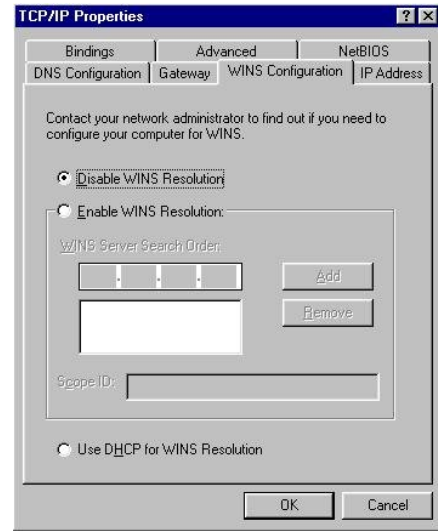 TCP/IP Properties
Bindings Advanced NetBIOS
DNS Configuration Gateway WINS Configuration IP Address
Contact your network administrator to find out if you need to
configure your computer for WINS.
Disable WINS Resolution
Enable WINS Resolution:
WINS Server Search Order:
Add
Remove
Scope ID:
Use DHCP for WINS Resolution
OK Cancel